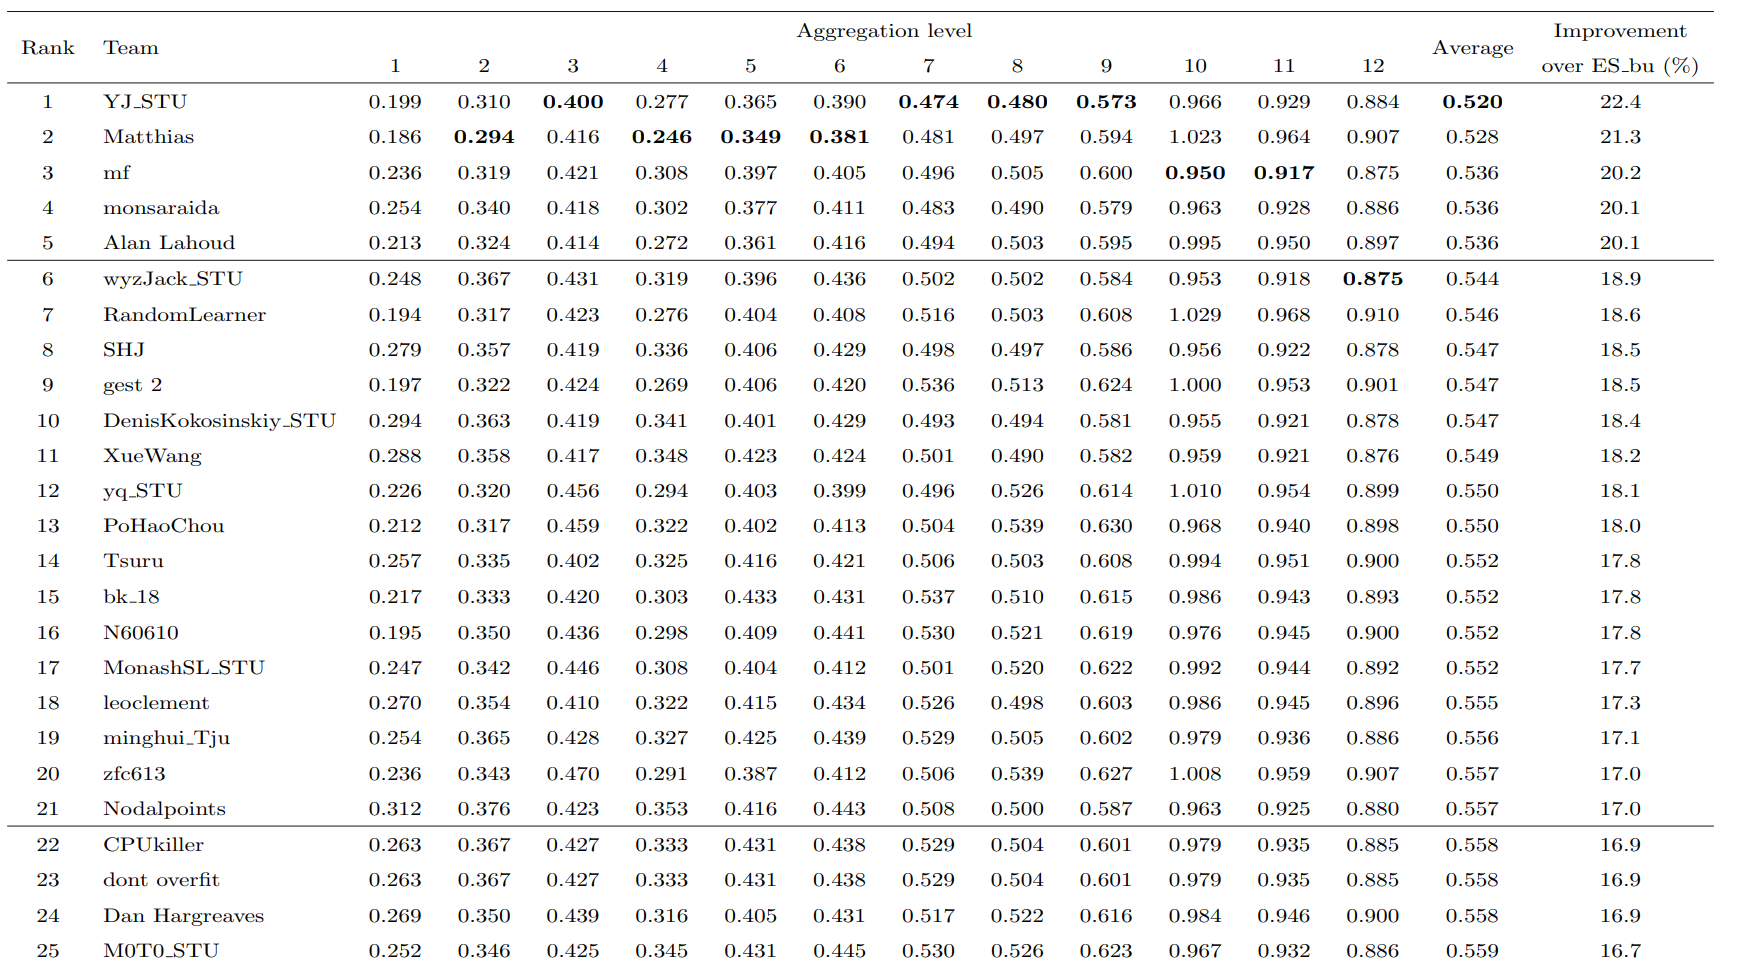 Rank Team Aggregation level Average Improvement over ES_bu (%)
1 2 3 4 5 6 7 8 9 10 11 12
1 YJ_STU 0.199 0.310 0.400 0.277 0.365 0.390 0.474 0.480 0.573 0.966 0.929 0.884 0.520 22.4
2 Matthias 0.186 0.294 0.416 0.246 0.349 0.381 0.481 0.497 0.594 1.023 0.964 0.907 0.528 21.3
3 mf 0.236 0.319 0.421 0.308 0.397 0.405 0.496 0.505 0.600 0.950 0.917 0.875 0.536 20.2
4 monsaraida 0.254 0.340 0.418 0.302 0.377 0.411 0.483 0.490 0.579 0.963 0.928 0.886 0.536 20.1
5 Alan Lahoud 0.213 0.324 0.414 0.272 0.361 0.416 0.494 0.503 0.595 0.995 0.950 0.897 0.536 20.1
6 wyzJack_STU 0.248 0.367 0.431 0.319 0.396 0.436 0.502 0.502 0.584 0.953 0.918 0.875 0.544 18.9
7 RandomLearner 0.194 0.317 0.423 0.276 0.404 0.408 0.516 0.503 0.608 1.029 0.968 0.910 0.546 18.6
8 SHJ 0.279 0.357 0.419 0.336 0.406 0.429 0.498 0.497 0.586 0.956 0.922 0.878 0.547 18.5
9 gest 2 0.197 0.322 0.424 0.269 0.406 0.420 0.536 0.513 0.624 1.000 0.953 0.901 0.547 18.5
10 DenisKokosinskiy_STU 0.294 0.363 0.419 0.341 0.401 0.429 0.493 0.494 0.581 0.955 0.921 0.878 0.547 18.4
11 XueWang 0.288 0.358 0.417 0.348 0.423 0.424 0.501 0.490 0.582 0.959 0.921 0.876 0.549 18.2
12 yq_STU 0.226 0.320 0.456 0.294 0.403 0.399 0.496 0.526 0.614 1.010 0.954 0.899 0.550 18.1
13 PoHaoChou 0.212 0.317 0.459 0.322 0.402 0.413 0.504 0.539 0.630 0.968 0.940 0.898 0.550 18.0
14 Tsuru 0.257 0.335 0.402 0.325 0.416 0.421 0.506 0.503 0.608 0.994 0.951 0.900 0.552 17.8
15 bk_18 0.217 0.333 0.420 0.303 0.433 0.431 0.537 0.510 0.615 0.986 0.943 0.893 0.552 17.8
16 N60610 0.195 0.350 0.436 0.298 0.409 0.441 0.530 0.521 0.619 0.976 0.945 0.900 0.552 17.8
17 MonashSL_STU 0.247 0.342 0.446 0.308 0.404 0.412 0.501 0.520 0.622 0.992 0.944 0.892 0.552 17.7
18 leoclement 0.270 0.354 0.410 0.322 0.415 0.434 0.526 0.498 0.603 0.986 0.945 0.896 0.555 17.3
19 minghui_Tju 0.254 0.365 0.428 0.327 0.425 0.439 0.529 0.505 0.602 0.979 0.936 0.886 0.556 17.1
20 zfc613 0.236 0.343 0.470 0.291 0.387 0.412 0.506 0.539 0.627 1.008 0.959 0.907 0.557 17.0
21 Nodalpoints 0.312 0.376 0.423 0.353 0.416 0.443 0.508 0.500 0.587 0.963 0.925 0.880 0.557 17.0
22 CPUkiller 0.263 0.367 0.427 0.333 0.431 0.438 0.529 0.504 0.601 0.979 0.935 0.885 0.558 16.9
23 dont overfit 0.263 0.367 0.427 0.333 0.431 0.438 0.529 0.504 0.601 0.979 0.935 0.885 0.558 16.9
24 Dan Hargreaves 0.269 0.350 0.439 0.316 0.405 0.431 0.517 0.522 0.616 0.984 0.946 0.900 0.558 16.9
25 M0T0_STU 0.252 0.346 0.425 0.345 0.431 0.445 0.530 0.526 0.623 0.967 0.932 0.886 0.559 16.7